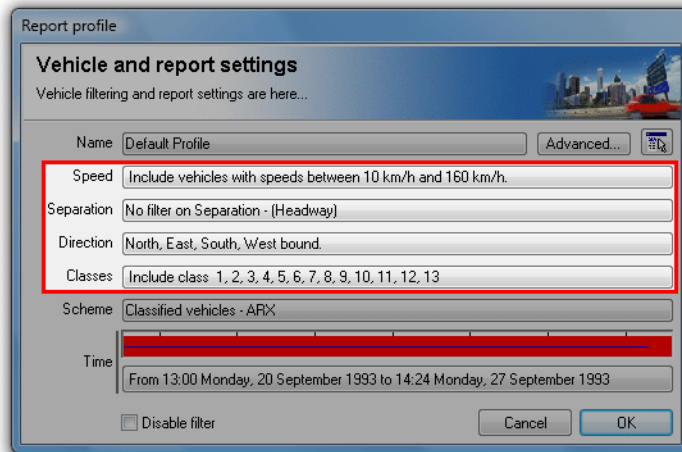 Report profile
Vehicle and report settings
Vehicle filtering and report settings are here...
Name Default Profile Advanced...
Speed Include vehicles with speeds between 10 km/h and 160 km/h.
Separation No filter on Separation - (Headway)
Direction North, East, South, West bound.
Classes Include class 1, 2, 3, 4, 5, 6, 7, 8, 9, 10, 11, 12, 13
Scheme Classified vehicles - ARX
Time
From 13:00 Monday, 20 September 1993 to 14:24 Monday, 27 September 1993
Disable filter Cancel OK